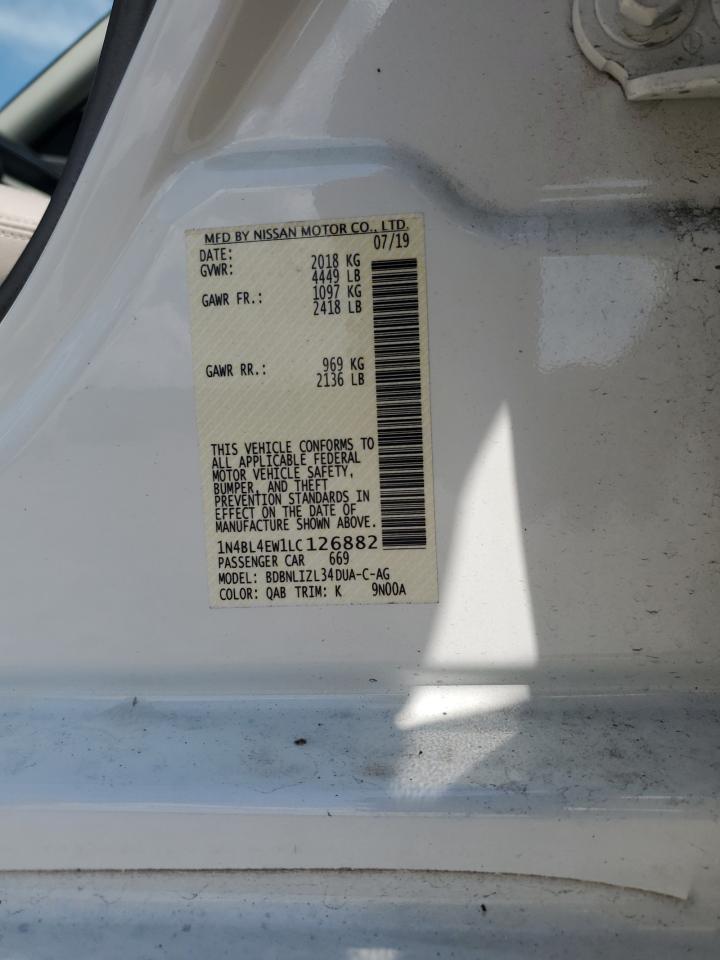 MFD BY NISSAN MOTOR CO., LTD.
DATE: 07/19
GVWR: 2018 KG
4449 LB
GAWR FR.: 1097 KG
2418 LB
GAWR RR.: 969 KG
2136 LB
THIS VEHICLE CONFORMS TO
ALL APPLICABLE FEDERAL
MOTOR VEHICLE SAFETY,
BUMPER, AND THEFT
PREVENTION STANDARDS IN
EFFECT ON THE DATE OF
MANUFACTURE SHOWN ABOVE.
1N4BL4EW1LC126882
PASSENGER CAR 669
MODEL: BDBNLIZL34DUA-C-AG
COLOR: QAB TRIM: K 9N00A